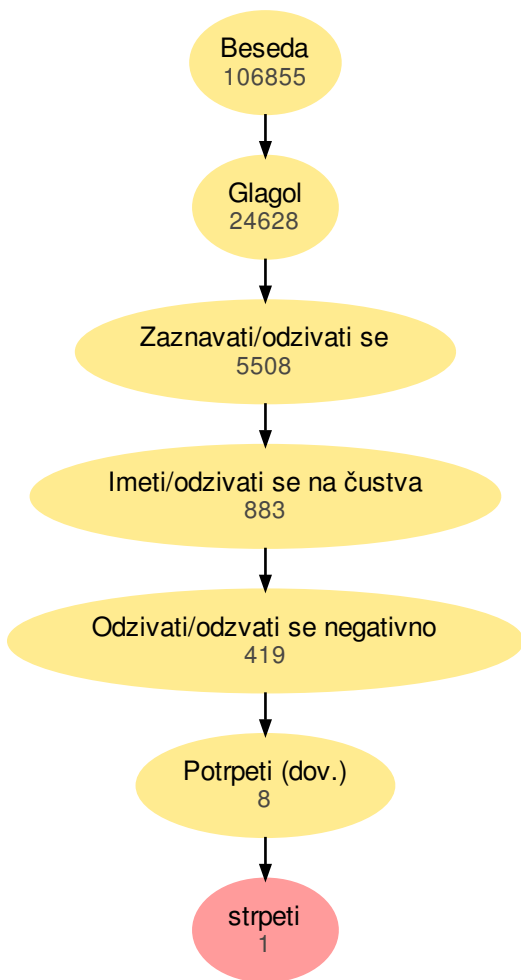 Beseda
106855
Glagol
24628
Zaznavati/odzivati se
5508
Imeti/odzivati se na čustva
883
Odzivati/odzvati se negativno
419
Potrpeti (dov.)
8
strpeti
1